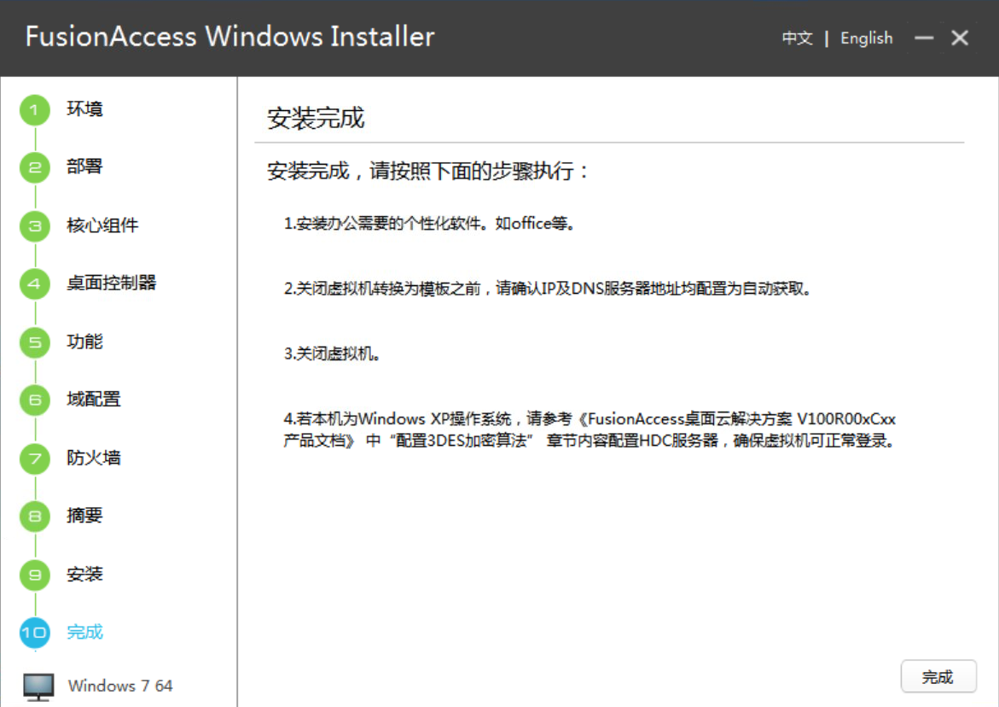 FusionAccess Windows Installer
中文 | English
1 环境
2 部署
3 核心组件
4 桌面控制器
5 功能
6 域配置
7 防火墙
8 摘要
9 安装
10 完成
Windows 7 64
安装完成
安装完成，请按照下面的步骤执行：
1.安装办公需要的个性化软件。如office等。
2.关闭虚拟机转换为模板之前，请确认IP及DNS服务器地址均配置为自动获取。
3.关闭虚拟机。
4.若本机为Windows XP操作系统，请参考《FusionAccess桌面云解决方案 V100R00xCxx
产品文档》 中“配置3DES加密算法” 章节内容配置HDC服务器，确保虚拟机可正常登录。
完成